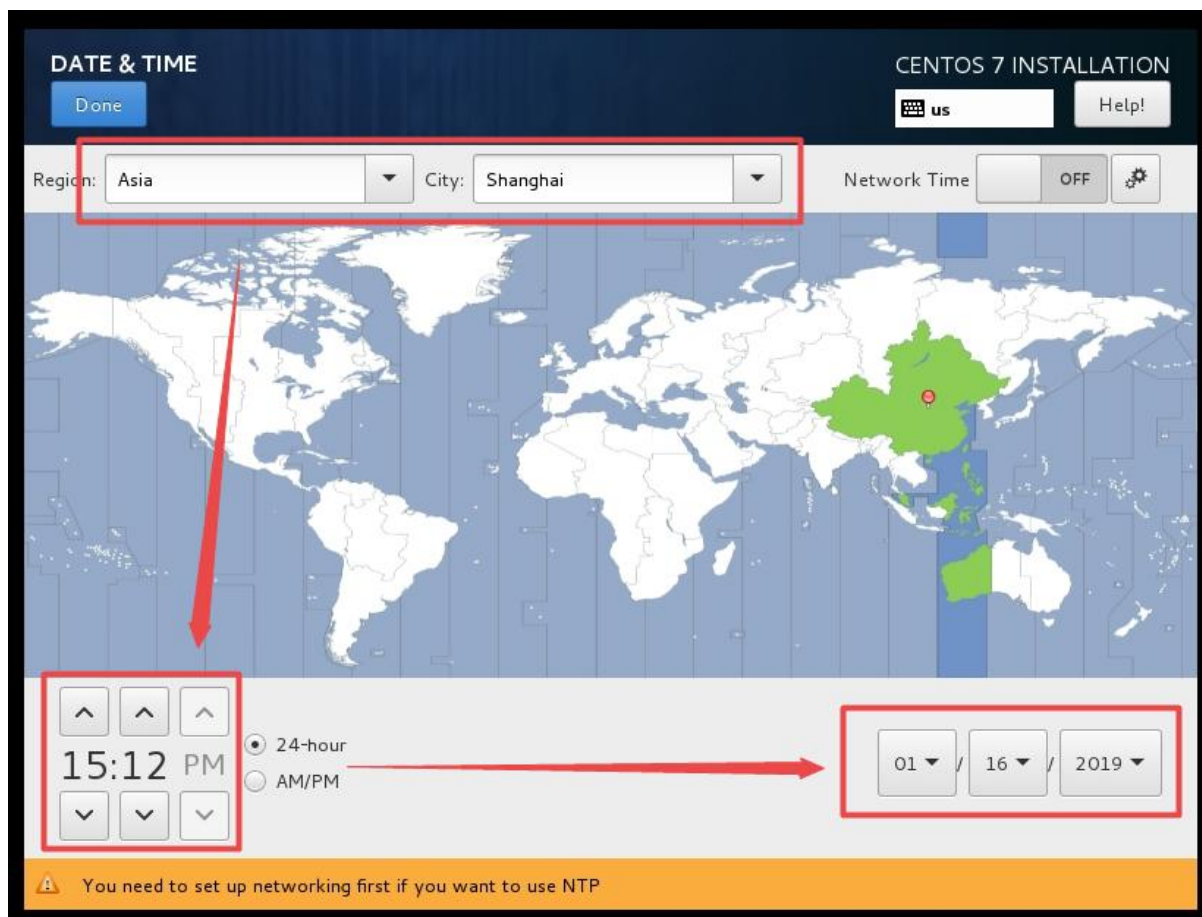 DATE & TIME
CENTOS 7 INSTALLATION
Done
us
Help!
Region: Asia City: Shanghai Network Time OFF
24-hour
15:12 PM
01 / 16 / 2019
AM/PM
You need to set up networking first if you want to use NTP